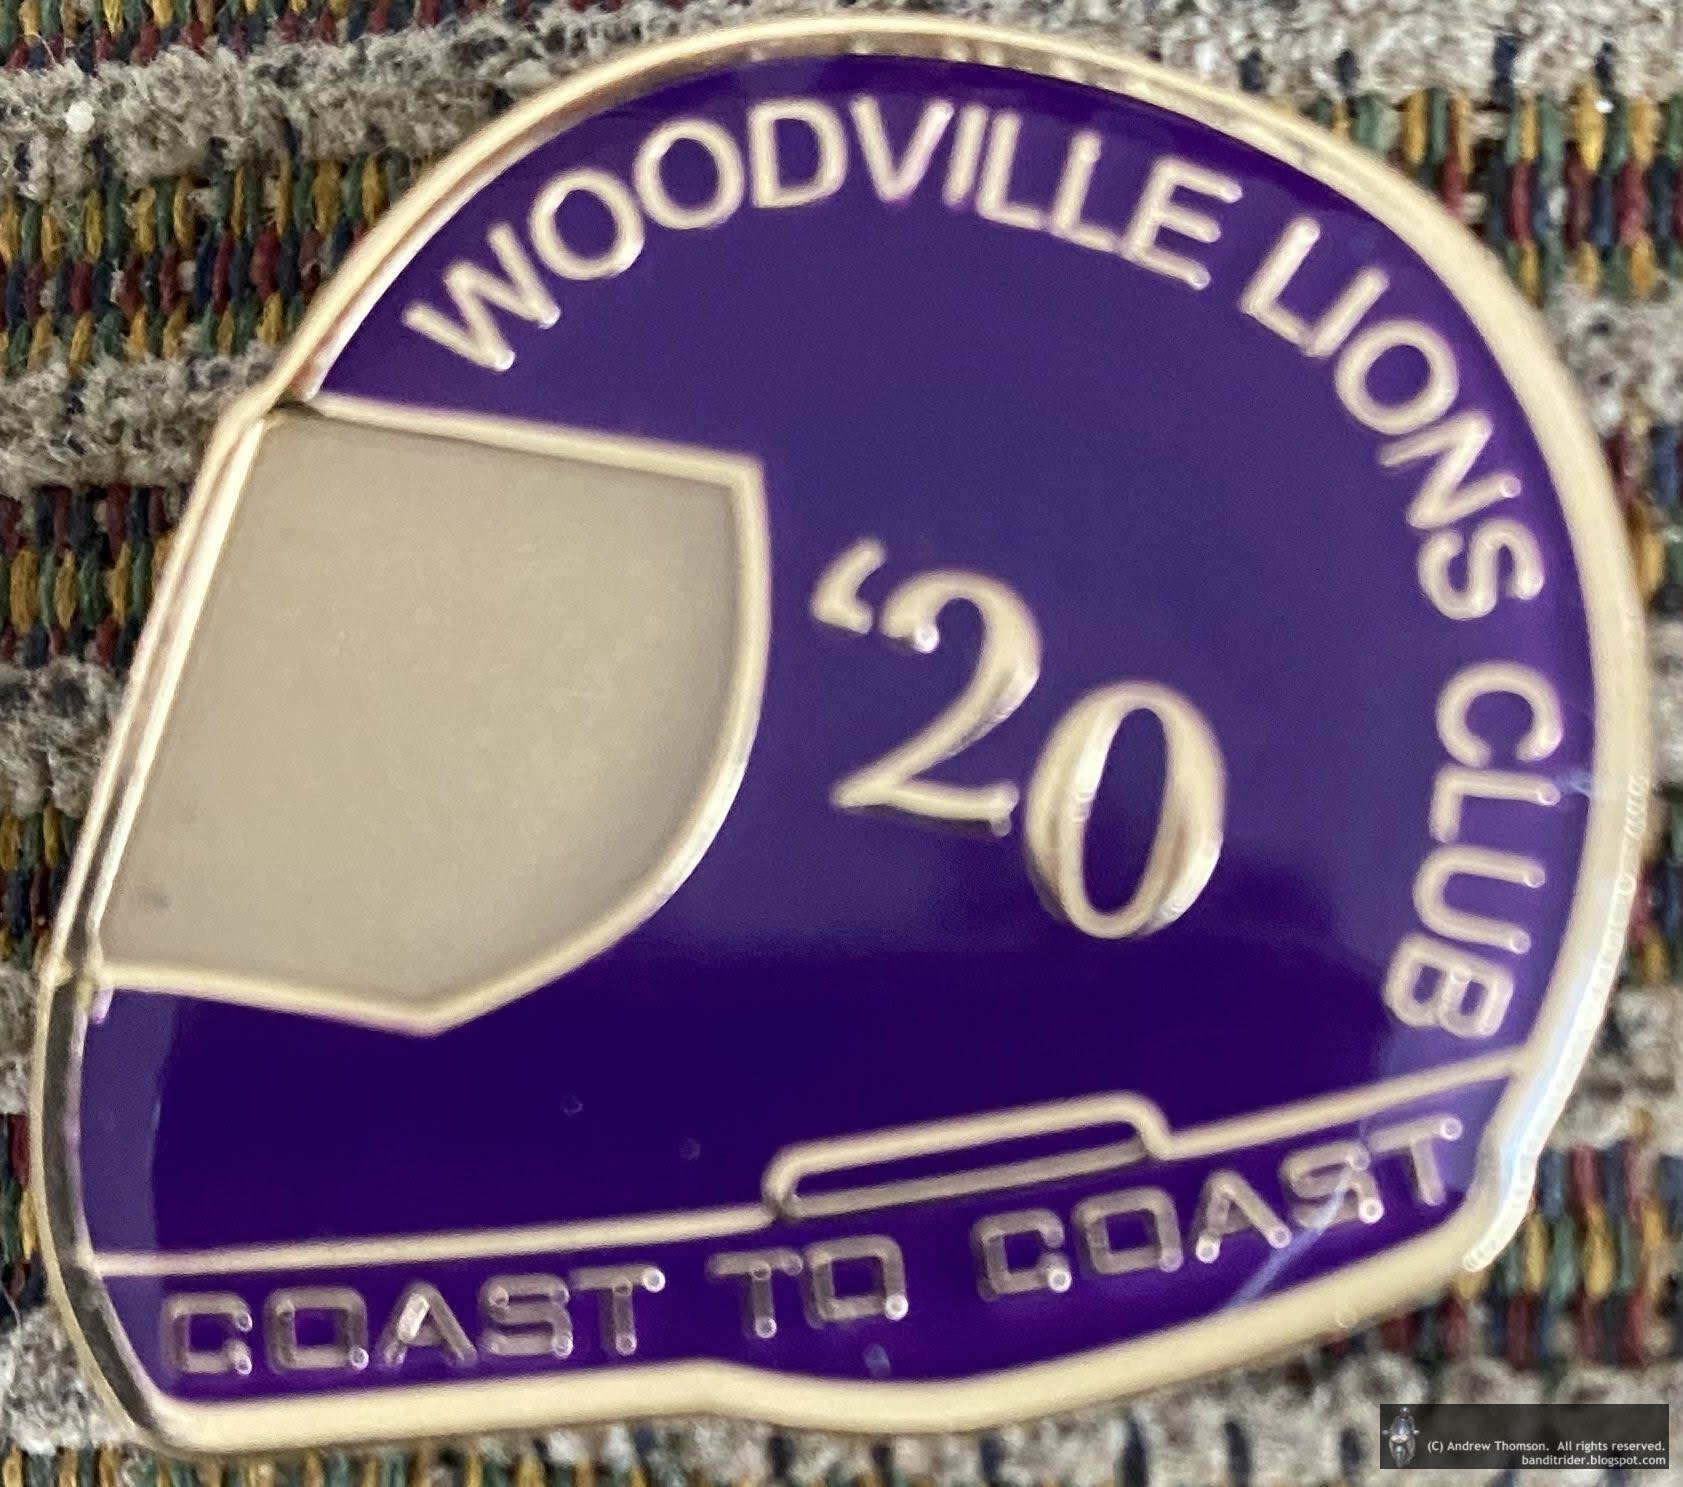 WOODVILLE LIONS CLUB
‘20
COAST TO COAST
(C) Andrew Thomson. All rights reserved.
banditrider.blogspot.com